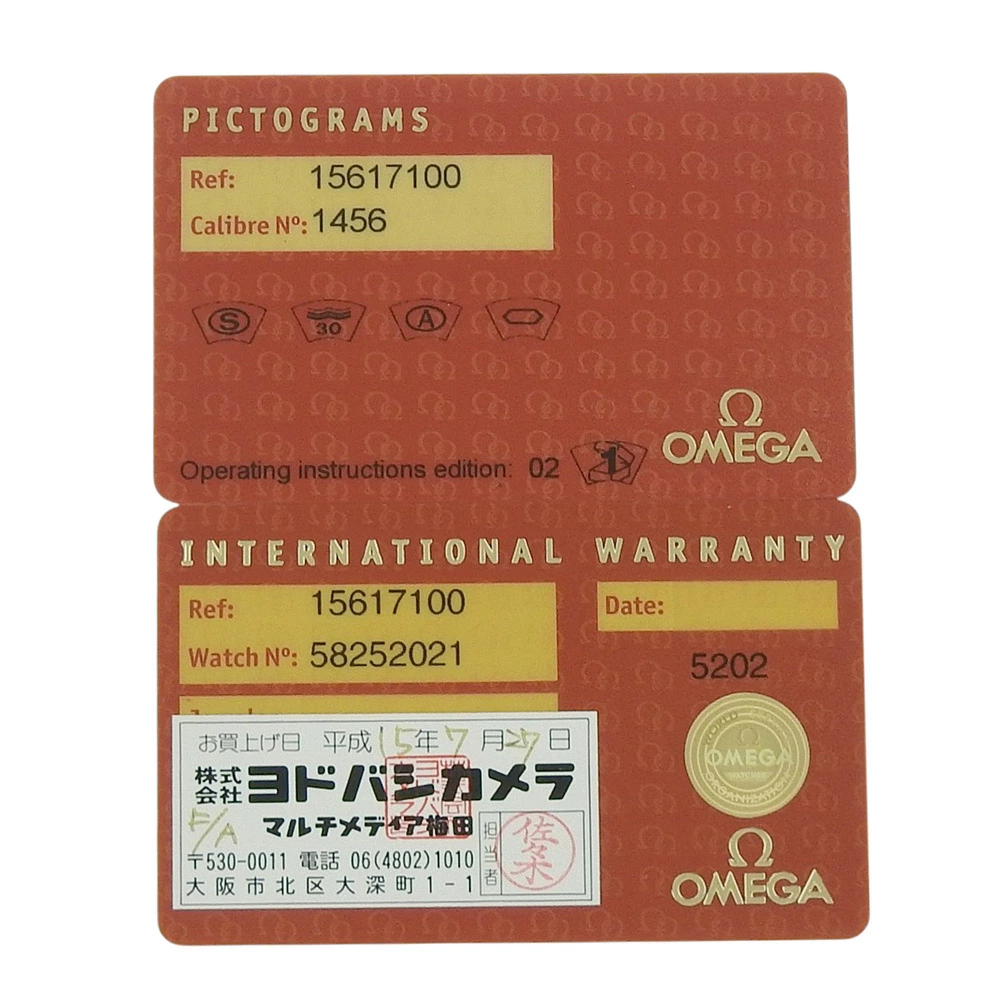 PICTOGRAMS
Ref: 15617100
Calibre Nº: 1456
S 30 A
Operating instructions edition: 02 1
Ω
OMEGA
INTERNATIONAL WARRANTY
Ref: 15617100
Date:
Watch Nº: 58252021
5202
お買上げ日 平成15年7月27日
株式会社 ヨドバシカメラ
マルチメディア梅田
F/A
〒530-0011 電話 06(4802)1010
大阪市北区大深町1-1
担当者 佐々木
OMEGA
ORGANIZATION
Ω
OMEGA